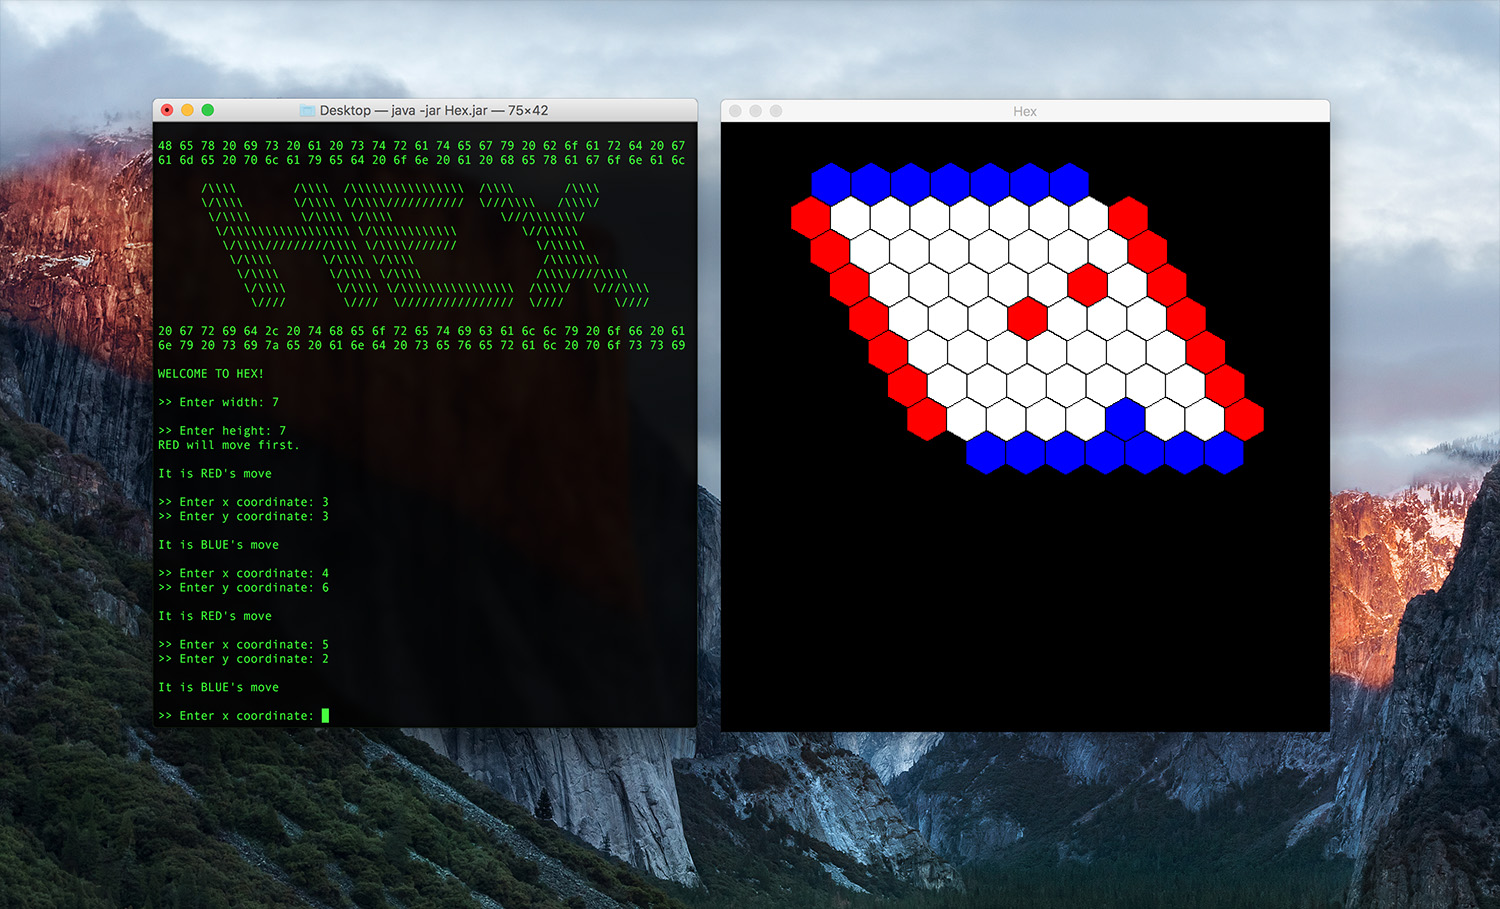 Desktop — java -jar Hex.jar — 75×42
48 65 78 20 69 73 20 61 20 73 74 72 61 74 65 67 79 20 62 6f 61 72 64 20 67
61 6d 65 20 70 6c 61 79 65 64 20 6f 6e 20 61 20 68 65 78 61 67 6f 6e 61 6c
HEX
20 67 72 69 64 2c 20 74 68 65 6f 72 65 74 69 63 61 6c 6c 79 20 6f 66 20 61
6e 79 20 73 69 7a 65 20 61 6e 64 20 73 65 76 65 72 61 6c 20 70 6f 73 73 69
WELCOME TO HEX!
>> Enter width: 7
>> Enter height: 7
RED will move first.
It is RED's move
>> Enter x coordinate: 3
>> Enter y coordinate: 3
It is BLUE's move
>> Enter x coordinate: 4
>> Enter y coordinate: 6
It is RED's move
>> Enter x coordinate: 5
>> Enter y coordinate: 2
It is BLUE's move
>> Enter x coordinate:
Hex